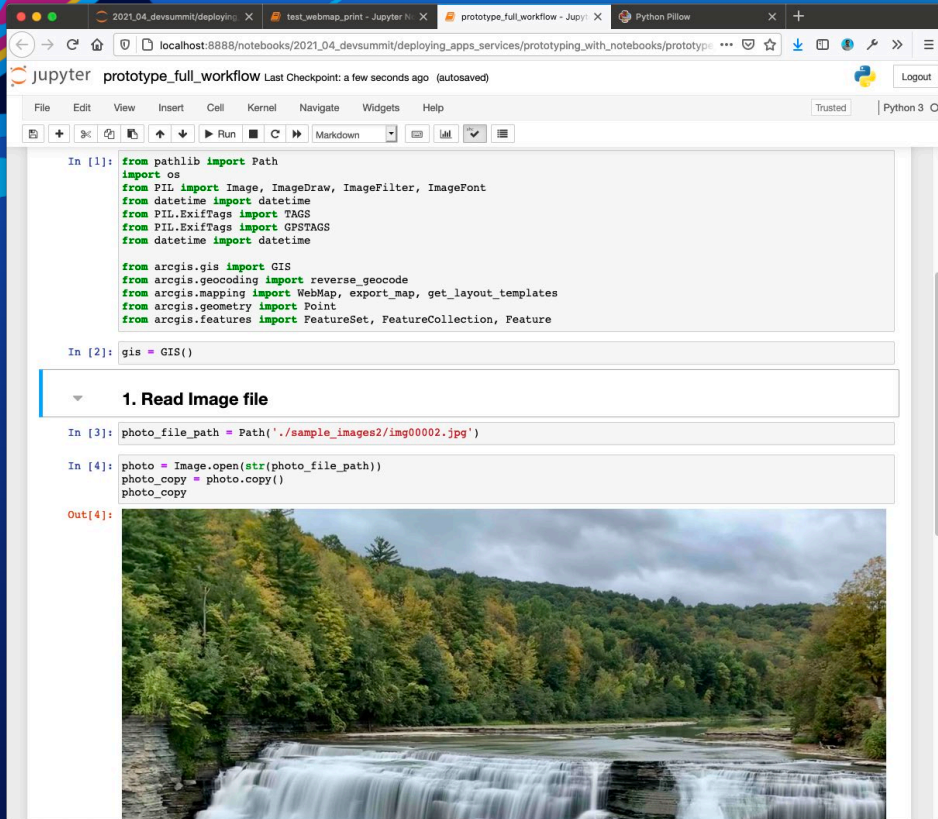 2021_04_devsummit/deploying_
test_webmap_print - Jupyter N
prototype_full_workflow - Jupyt
Python Pillow
localhost:8888/notebooks/2021_04_devsummit/deploying_apps_services/prototyping_with_notebooks/prototype
jupyter prototype_full_workflow Last Checkpoint: a few seconds ago (autosaved)
Logout
File Edit View Insert Cell Kernel Navigate Widgets Help
Trusted Python 3
Run Markdown
In [1]: from pathlib import Path
import os
from PIL import Image, ImageDraw, ImageFilter, ImageFont
from datetime import datetime
from PIL.ExifTags import TAGS
from PIL.ExifTags import GPSTAGS
from datetime import datetime
from arcgis.gis import GIS
from arcgis.geocoding import reverse_geocode
from arcgis.mapping import WebMap, export_map, get_layout_templates
from arcgis.geometry import Point
from arcgis.features import FeatureSet, FeatureCollection, Feature
In [2]: gis = GIS()
1. Read Image file
In [3]: photo_file_path = Path('./sample_images2/img00002.jpg')
In [4]: photo = Image.open(str(photo_file_path))
photo_copy = photo.copy()
photo_copy
Out[4]: